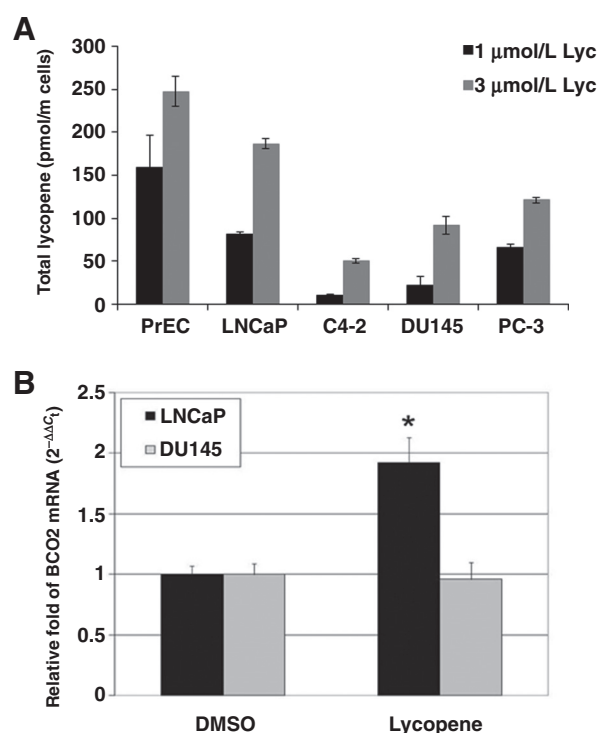 A
Total lycopene (pmol/m cells)
300
250
200
150
100
50
0
1 µmol/L Lyc
3 µmol/L Lyc
PrEC LNCaP C4-2 DU145 PC-3
B
Relative fold of BCO2 mRNA (2^−ΔΔCt)
2.5
2
1.5
1
0.5
0
LNCaP
DU145
*
DMSO Lycopene